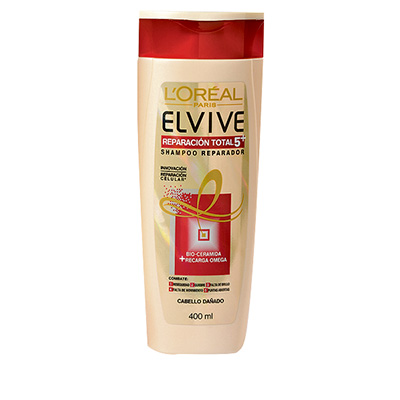 L'ORÉAL
PARIS
ELVIVE
REPARACIÓN TOTAL 5+
SHAMPOO REPARADOR
INNOVACIÓN
REPARACIÓN
CELULAR
BIO-CERAMIDA
+RECARGA OMEGA
COMBATE:
CABELLO DAÑADO
400 ml